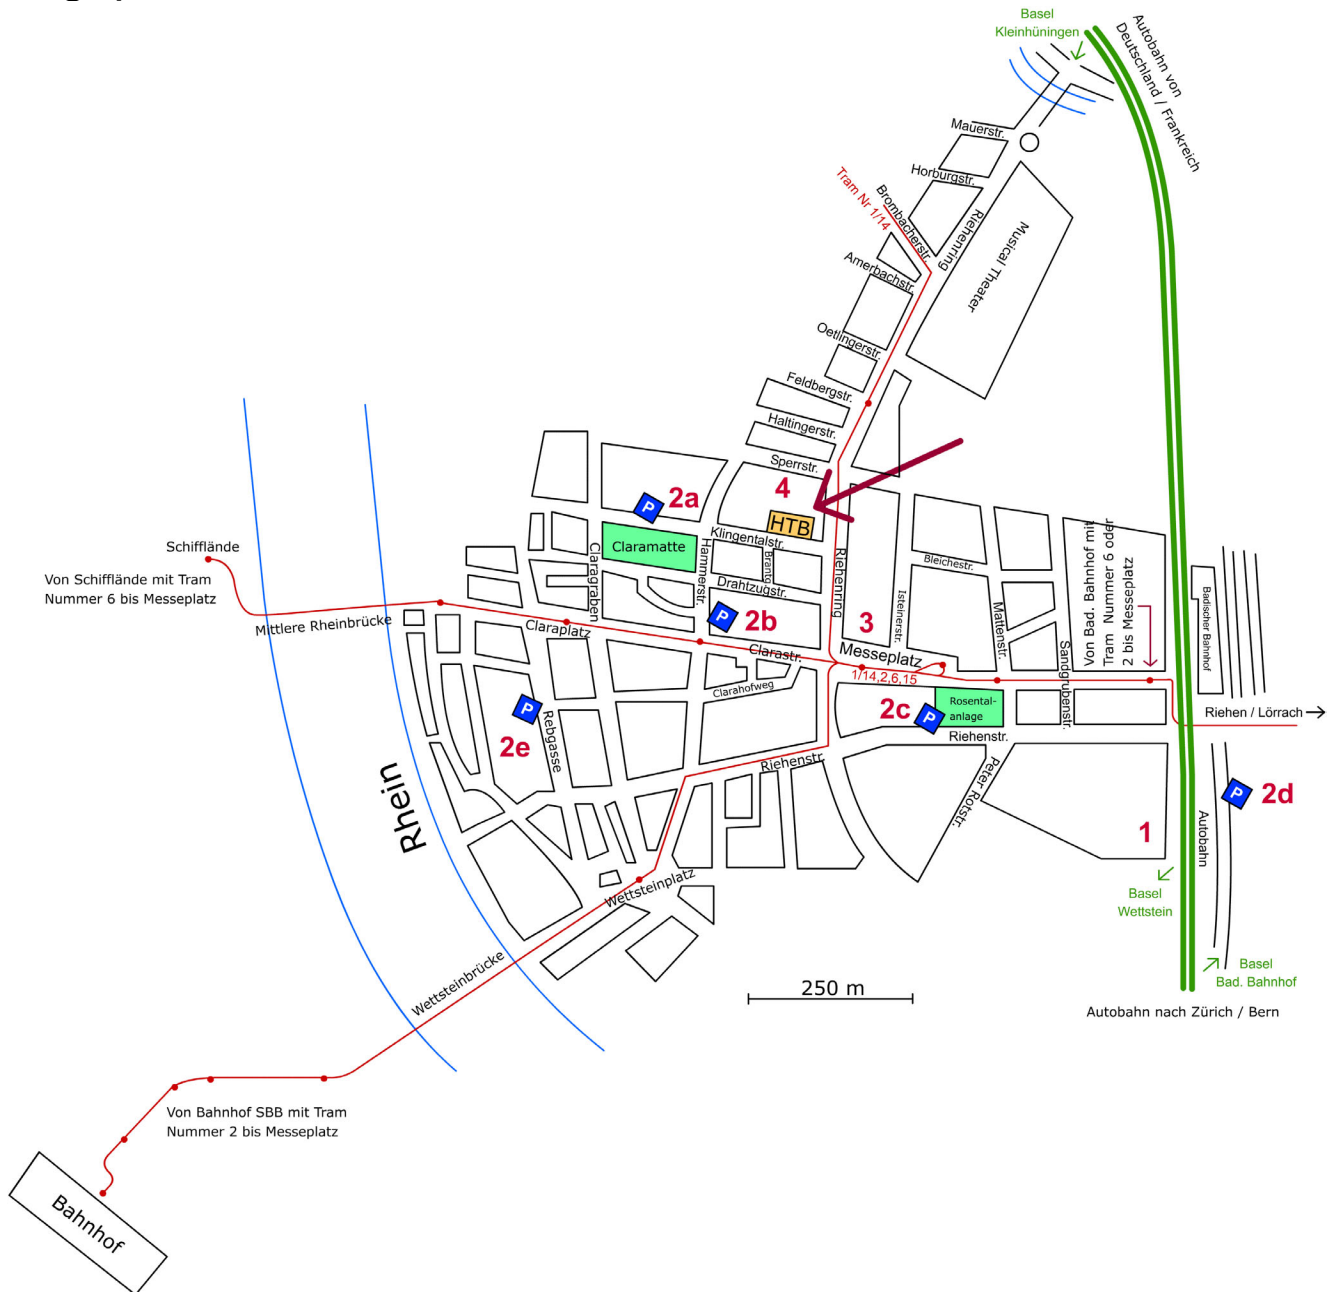 Basel
Kleinhüningen
Autobahn von
Deutschland / Frankreich
Mauerstr.
Horburgstr.
Tram Nr 1/14
Brombacherstr.
Riehenring
Musical Theater
Amerbachstr.
Oetlingerstr.
Feldbergstr.
Haltingerstr.
Sperrstr.
4
2a
P
HTB
Klingentalstr.
Claramatte
Schifflände
Von Schifflände mit Tram
Nummer 6 bis Messeplatz
Mittlere Rheinbrücke
Claragraben
Hammerstr.
Drahtzugstr.
Riehenring
Bleichestr.
Isteinerstr.
Mattenstr.
Sandgrubenstr.
Von Bad. Bahnhof mit
Tram Nummer 6 oder
2 bis Messeplatz
Badischer Bahnhof
P
2b
3
Claraplatz
Clarastr.
Messeplatz
1/14,2,6,15
Clarahofweg
2c
P
Rosental-
anlage
Riehenstr.
Riehen / Lörrach
P
2e
Rebgasse
Riehenstr.
Peter Rotstr.
Rhein
1
Autobahn
P
2d
Basel
Wettstein
Wettsteinplatz
Wettsteinbrücke
250 m
Basel
Bad. Bahnhof
Autobahn nach Zürich / Bern
Von Bahnhof SBB mit Tram
Nummer 2 bis Messeplatz
Bahnhof